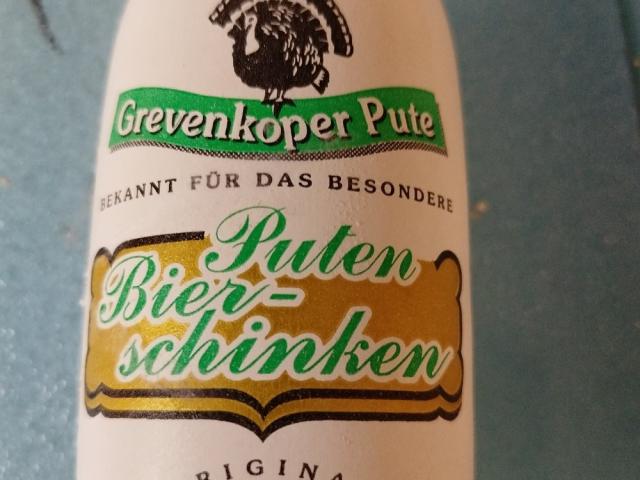 Grevenkoper Pute
BEKANNT FÜR DAS BESONDERE
Puten
Bier-
schinken